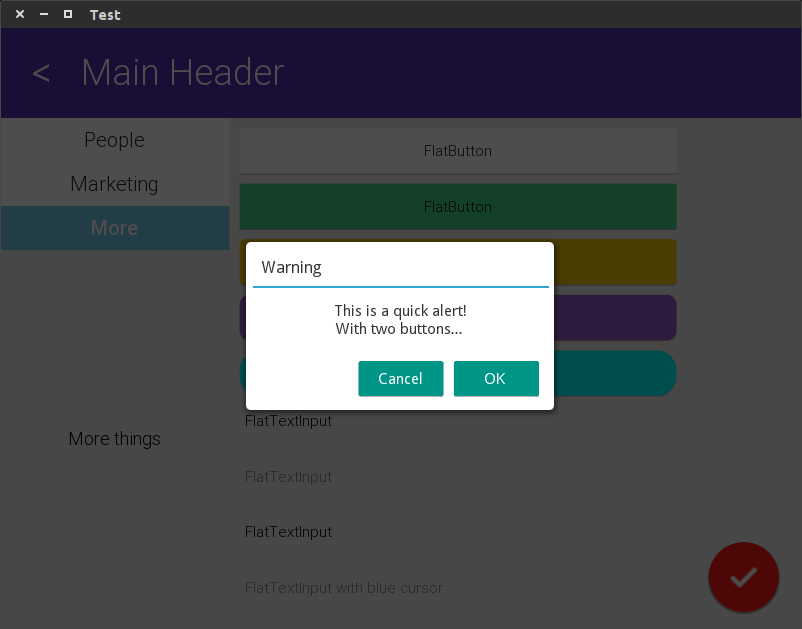 Test
< Main Header
People
Marketing
More
More things
FlatButton
FlatButton
Warning
This is a quick alert!
With two buttons...
Cancel
OK
FlatTextInput
FlatTextInput
FlatTextInput
FlatTextInput with blue cursor